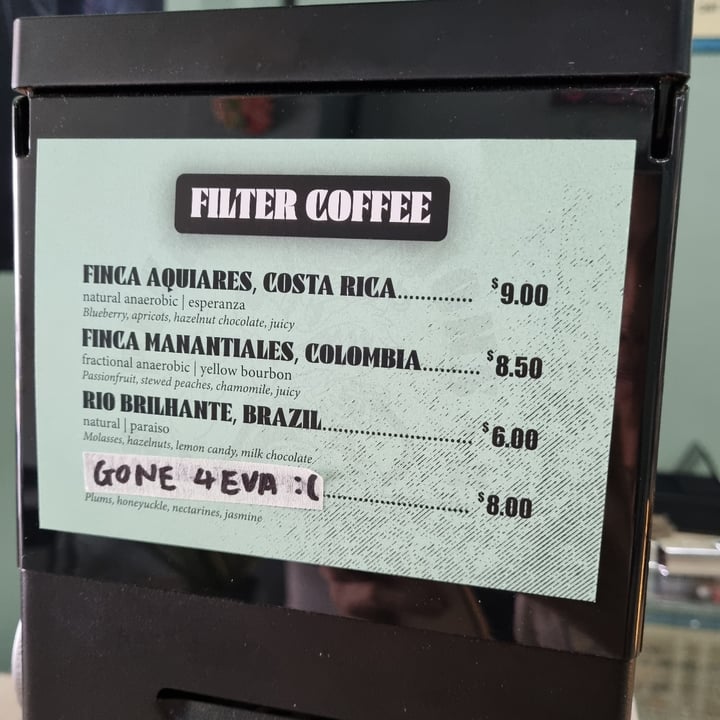 FILTER COFFEE
FINCA AQUIARES, COSTA RICA............. $9.00
natural anaerobic | esperanza
Blueberry, apricots, hazelnut chocolate, juicy
FINCA MANANTIALES, COLOMBIA.......... $8.50
fractional anaerobic | yellow bourbon
Passionfruit, stewed peaches, chamomile, juicy
RIO BRILHANTE, BRAZIL.......................... $6.00
natural | paraiso
Molasses, hazelnuts, lemon candy, milk chocolate
GONE 4EVA :(......................... $8.00
Plums, honeyuckle, nectarines, jasmine